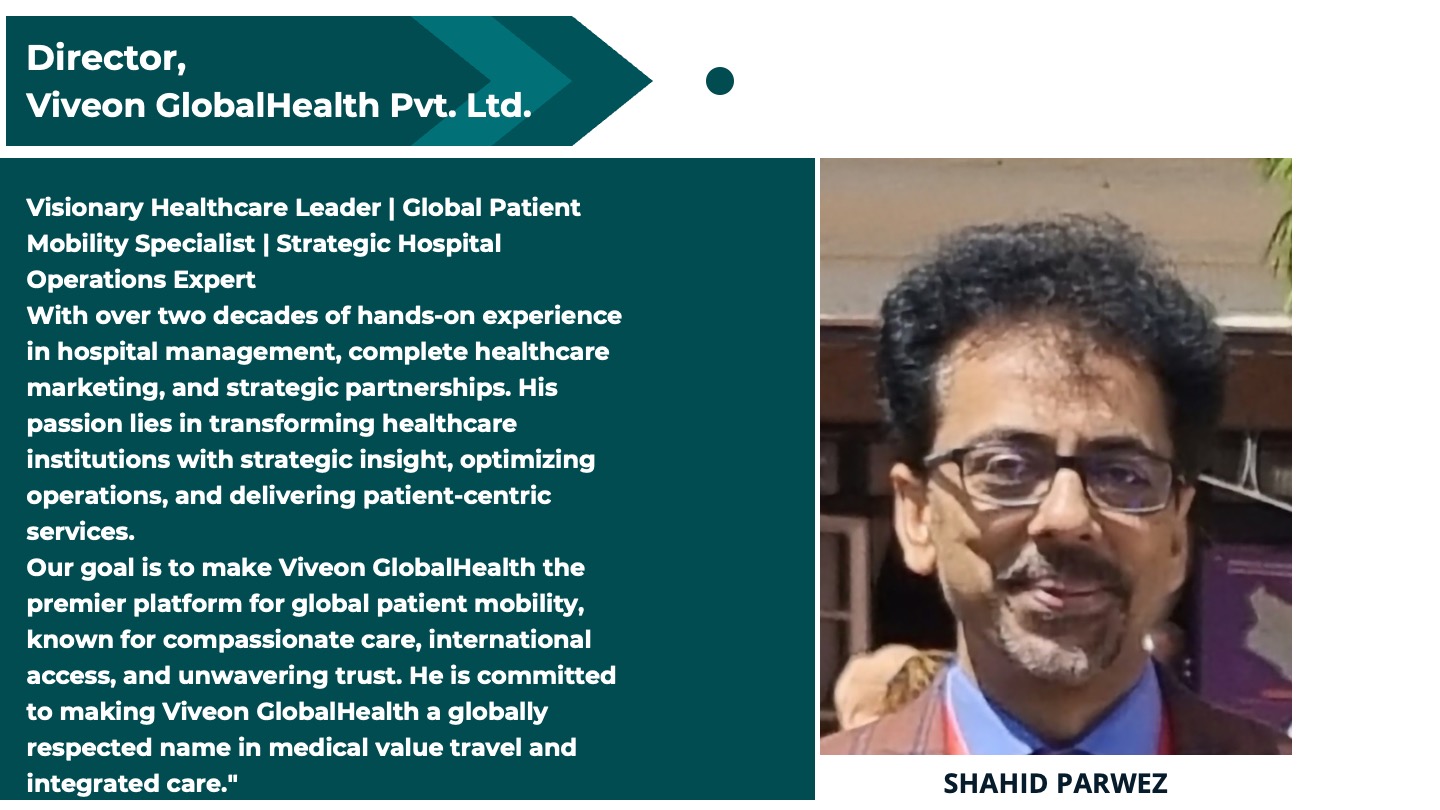 Director,
Viveon GlobalHealth Pvt. Ltd.
Visionary Healthcare Leader | Global Patient
Mobility Specialist | Strategic Hospital
Operations Expert
With over two decades of hands-on experience
in hospital management, complete healthcare
marketing, and strategic partnerships. His
passion lies in transforming healthcare
institutions with strategic insight, optimizing
operations, and delivering patient-centric
services.
Our goal is to make Viveon GlobalHealth the
premier platform for global patient mobility,
known for compassionate care, international
access, and unwavering trust. He is committed
to making Viveon GlobalHealth a globally
respected name in medical value travel and
integrated care."
SHAHID PARWEZ